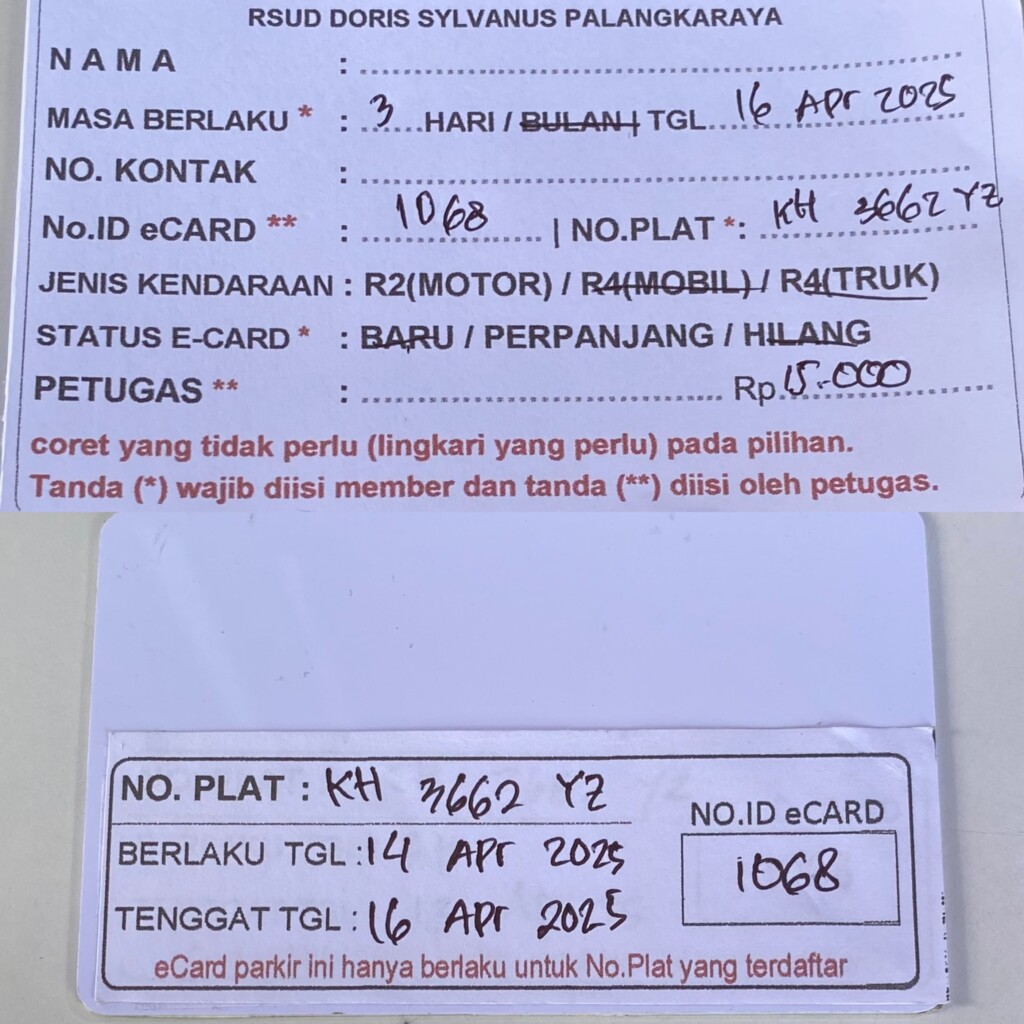 RSUD DORIS SYLVANUS PALANGKARAYA
NAMA : ........................
MASA BERLAKU * : 3 HARI / BULAN | TGL. 16 Apr 2025
NO. KONTAK : ........................
No.ID eCARD ** : 1068 | NO.PLAT *: KH 3662 YZ
JENIS KENDARAAN : R2(MOTOR) / R4(MOBIL) / R4(TRUK)
STATUS E-CARD * : BARU / PERPANJANG / HILANG
PETUGAS ** : ........................ Rp. 15.000
coret yang tidak perlu (lingkari yang perlu) pada pilihan.
Tanda (*) wajib diisi member dan tanda (**) diisi oleh petugas.
NO. PLAT : KH 3662 YZ
BERLAKU TGL : 14 Apr 2025
TENGGAT TGL : 16 Apr 2025
NO.ID eCARD
1068
eCard parkir ini hanya berlaku untuk No.Plat yang terdaftar